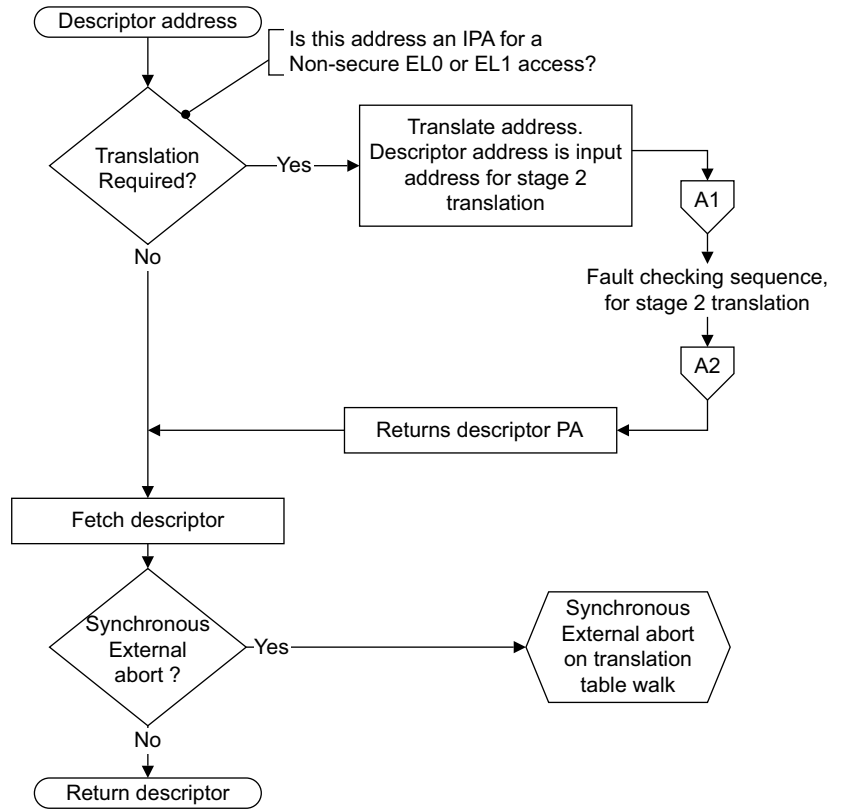 Descriptor address
Is this address an IPA for a
Non-secure EL0 or EL1 access?
Translation
Required?
Yes
Translate address.
Descriptor address is input
address for stage 2
translation
A1
No
Fault checking sequence,
for stage 2 translation
A2
Returns descriptor PA
Fetch descriptor
Synchronous
External
abort ?
Yes
Synchronous
External abort
on translation
table walk
No
Return descriptor